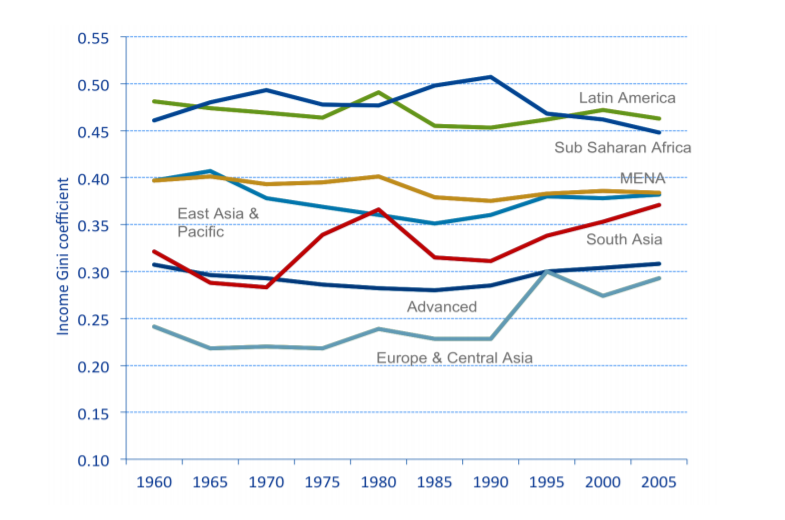 0.55
0.50
Latin America
0.45
Sub Saharan Africa
0.40
MENA
East Asia &
Pacific
0.35
South Asia
0.30
Advanced
0.25
Europe & Central Asia
0.20
0.15
0.10
Income Gini coefficient
1960 1965 1970 1975 1980 1985 1990 1995 2000 2005